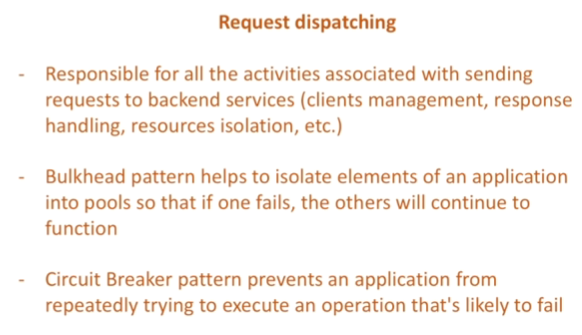 Request dispatching
- Responsible for all the activities associated with sending
requests to backend services (clients management, response
handling, resources isolation, etc.)
- Bulkhead pattern helps to isolate elements of an application
into pools so that if one fails, the others will continue to
function
- Circuit Breaker pattern prevents an application from
repeatedly trying to execute an operation that's likely to fail